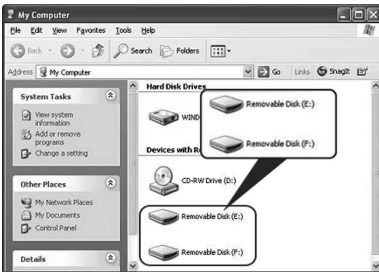 My Computer
File Edit View Favorites Tools Help
Back Search Folders
Address My Computer Go Links SnagIt
System Tasks
View system
information
Add or remove
programs
Change a setting
Other Places
My Network Places
My Documents
Control Panel
Details
Hard Disk Drives
WIND
Removable Disk (E:)
Removable Disk (F:)
Devices with R
CD-RW Drive (D:)
Removable Disk (E:)
Removable Disk (F:)